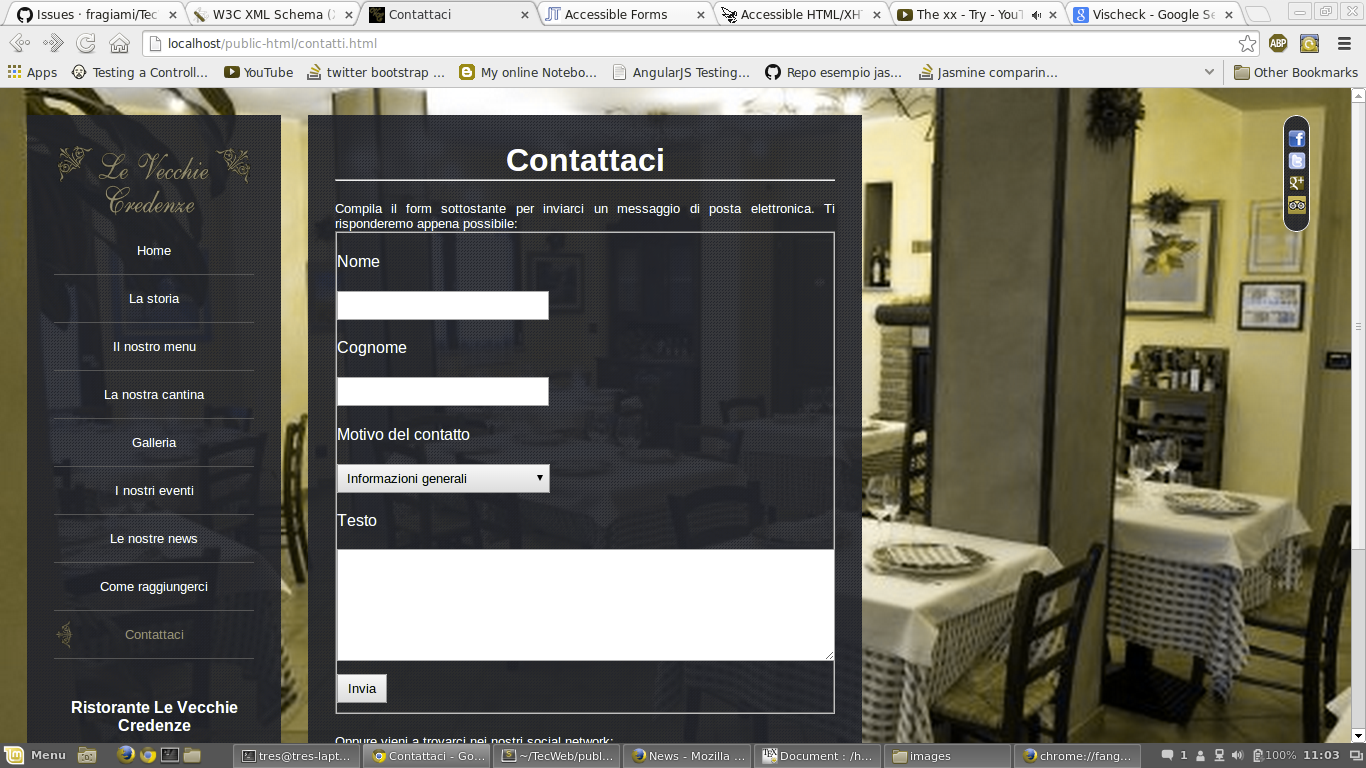 Issues · fragiami/Tec
W3C XML Schema (
Contattaci
Accessible Forms
Accessible HTML/XH
The xx - Try - YouT
Vischeck - Google Se
localhost/public-html/contatti.html
ABP
Apps
Testing a Controll...
YouTube
twitter bootstrap ...
My online Notebo...
AngularJS Testing...
Repo esempio jas...
Jasmine comparin...
Other Bookmarks
Le Vecchie
Credenze
Home
La storia
Il nostro menu
La nostra cantina
Galleria
I nostri eventi
Le nostre news
Come raggiungerci
Contattaci
Ristorante Le Vecchie
Credenze
Contattaci
Compila il form sottostante per inviarci un messaggio di posta elettronica. Ti
risponderemo appena possibile:
Nome
Cognome
Motivo del contatto
Informazioni generali
Testo
Invia
Oppure vieni a trovarci nei nostri social network:
Menu
tres@tres-lapt...
Contattaci - Go...
~/TecWeb/publ...
News - Mozilla ...
Document : /h...
images
chrome://fang...
1
100%
11:03